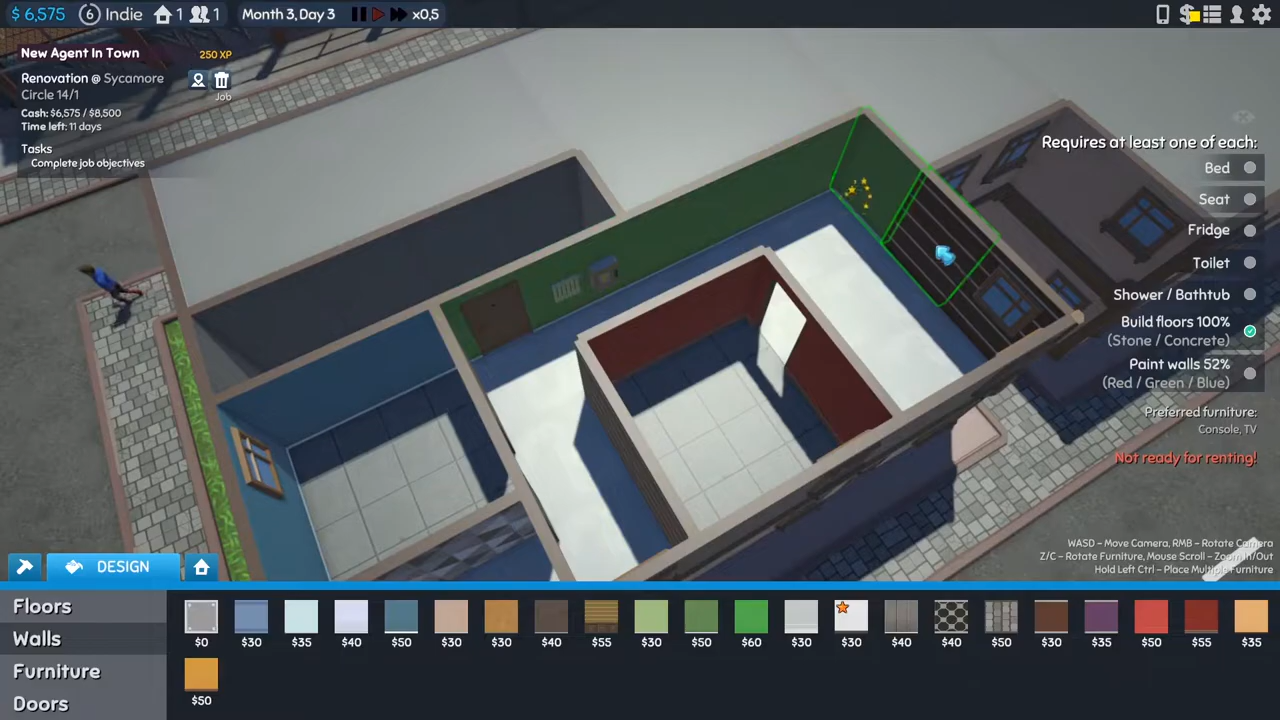 $ 6,575
6 Indie
1
1
Month 3, Day 3
x0,5
New Agent In Town
250 XP
Renovation @ Sycamore
Circle 14/1
Job
Cash: $6,575 / $8,500
Time left: 11 days
Tasks
Complete job objectives
Requires at least one of each:
Bed
Seat
Fridge
Toilet
Shower / Bathtub
Build floors 100%
(Stone / Concrete)
Paint walls 52%
(Red / Green / Blue)
Preferred furniture:
Console, TV
Not ready for renting!
WASD – Move Camera, RMB – Rotate Camera
Z/C – Rotate Furniture, Mouse Scroll – Zoom In/Out
Hold Left Ctrl – Place Multiple Furniture
DESIGN
Floors
Walls
Furniture
Doors
$0 $30 $35 $40 $50 $30 $30 $40 $55 $30 $50 $60 $30 $30 $40 $40 $50 $30 $35 $50 $55 $35
$50